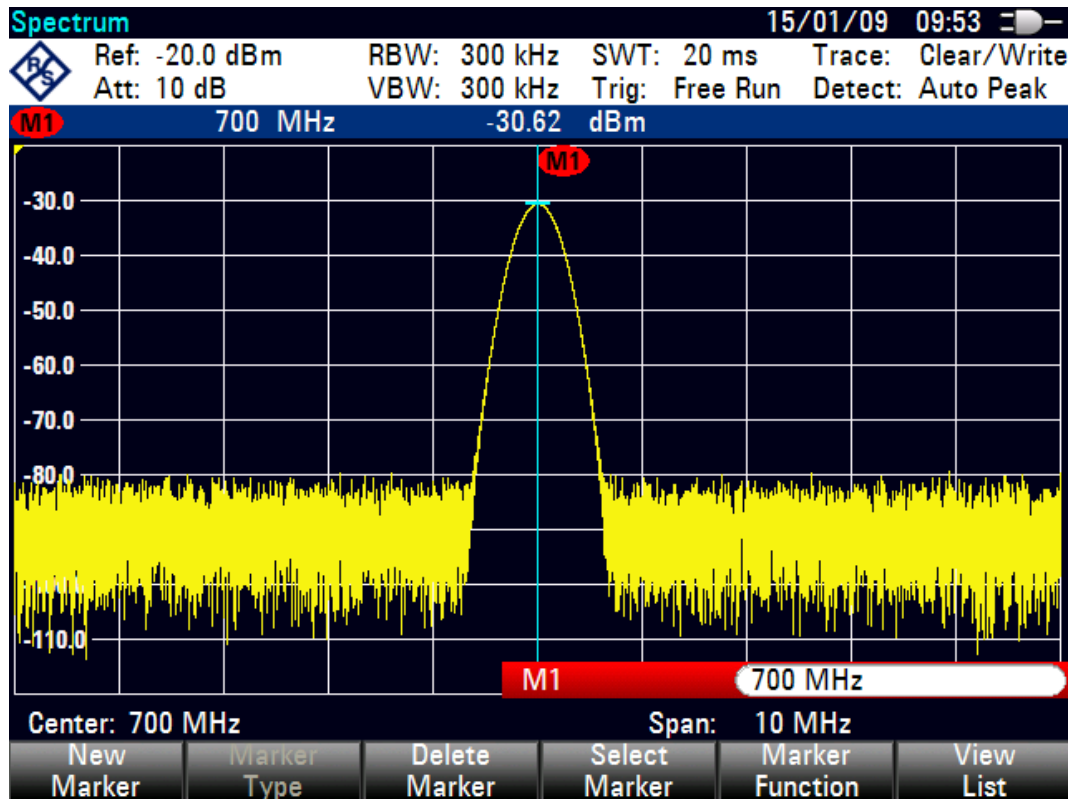 Spectrum 15/01/09 09:53
Ref: -20.0 dBm RBW: 300 kHz SWT: 20 ms Trace: Clear/Write
Att: 10 dB VBW: 300 kHz Trig: Free Run Detect: Auto Peak
M1 700 MHz -30.62 dBm
M1
-30.0
-40.0
-50.0
-60.0
-70.0
-80.0
-110.0
M1 700 MHz
Center: 700 MHz Span: 10 MHz
New Marker Delete Select Marker View
Marker Type Marker Marker Function List